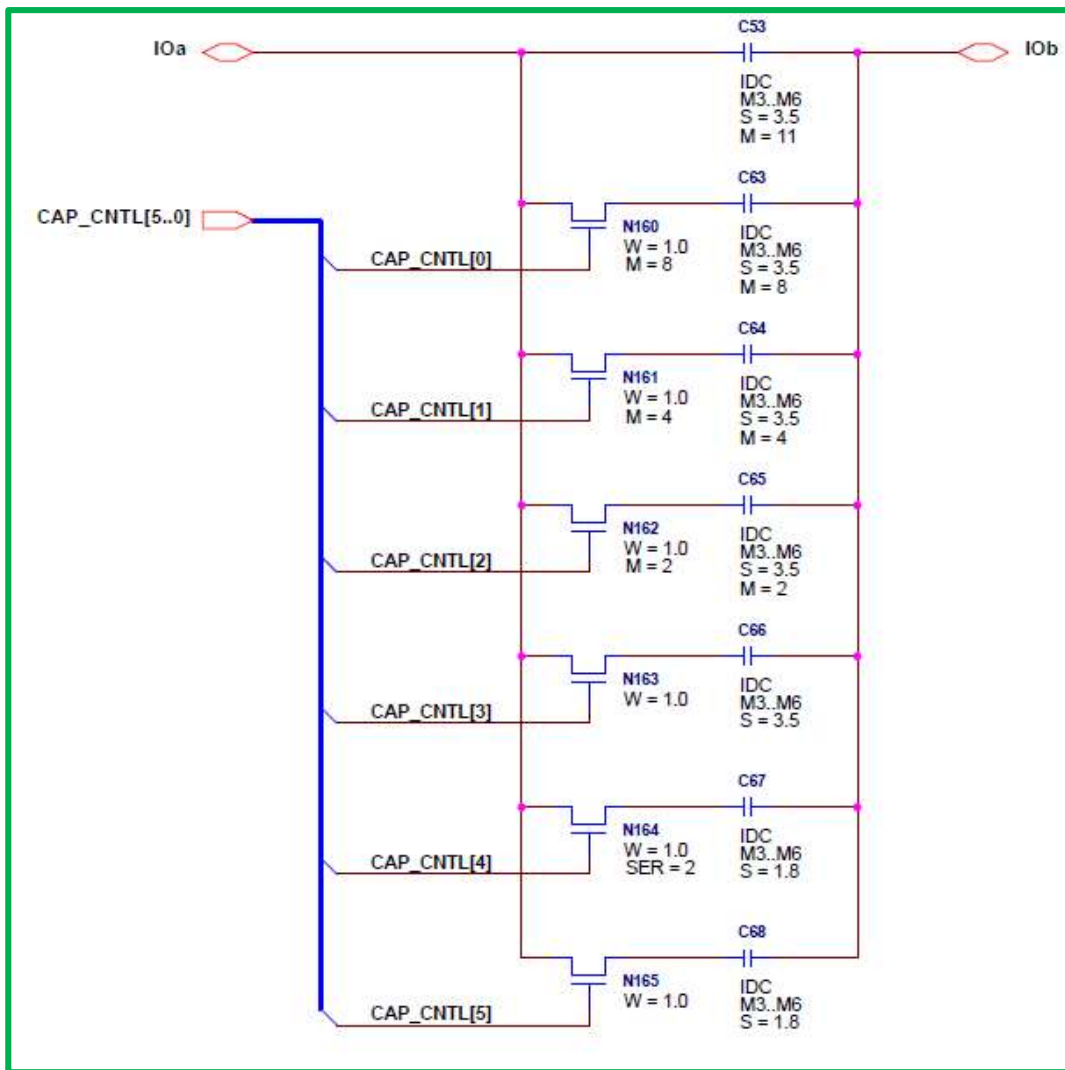 C53
IOa
IOb
IDC
M3..M6
S = 3.5
M = 11
C63
CAP_CNTL[5..0]
N160
W = 1.0
M = 8
IDC
M3..M6
S = 3.5
M = 8
CAP_CNTL[0]
C64
N161
W = 1.0
M = 4
IDC
M3..M6
S = 3.5
M = 4
CAP_CNTL[1]
C65
N162
W = 1.0
M = 2
IDC
M3..M6
S = 3.5
M = 2
CAP_CNTL[2]
C66
N163
W = 1.0
IDC
M3..M6
S = 3.5
CAP_CNTL[3]
C67
N164
W = 1.0
SER = 2
IDC
M3..M6
S = 1.8
CAP_CNTL[4]
C68
N165
W = 1.0
IDC
M3..M6
S = 1.8
CAP_CNTL[5]